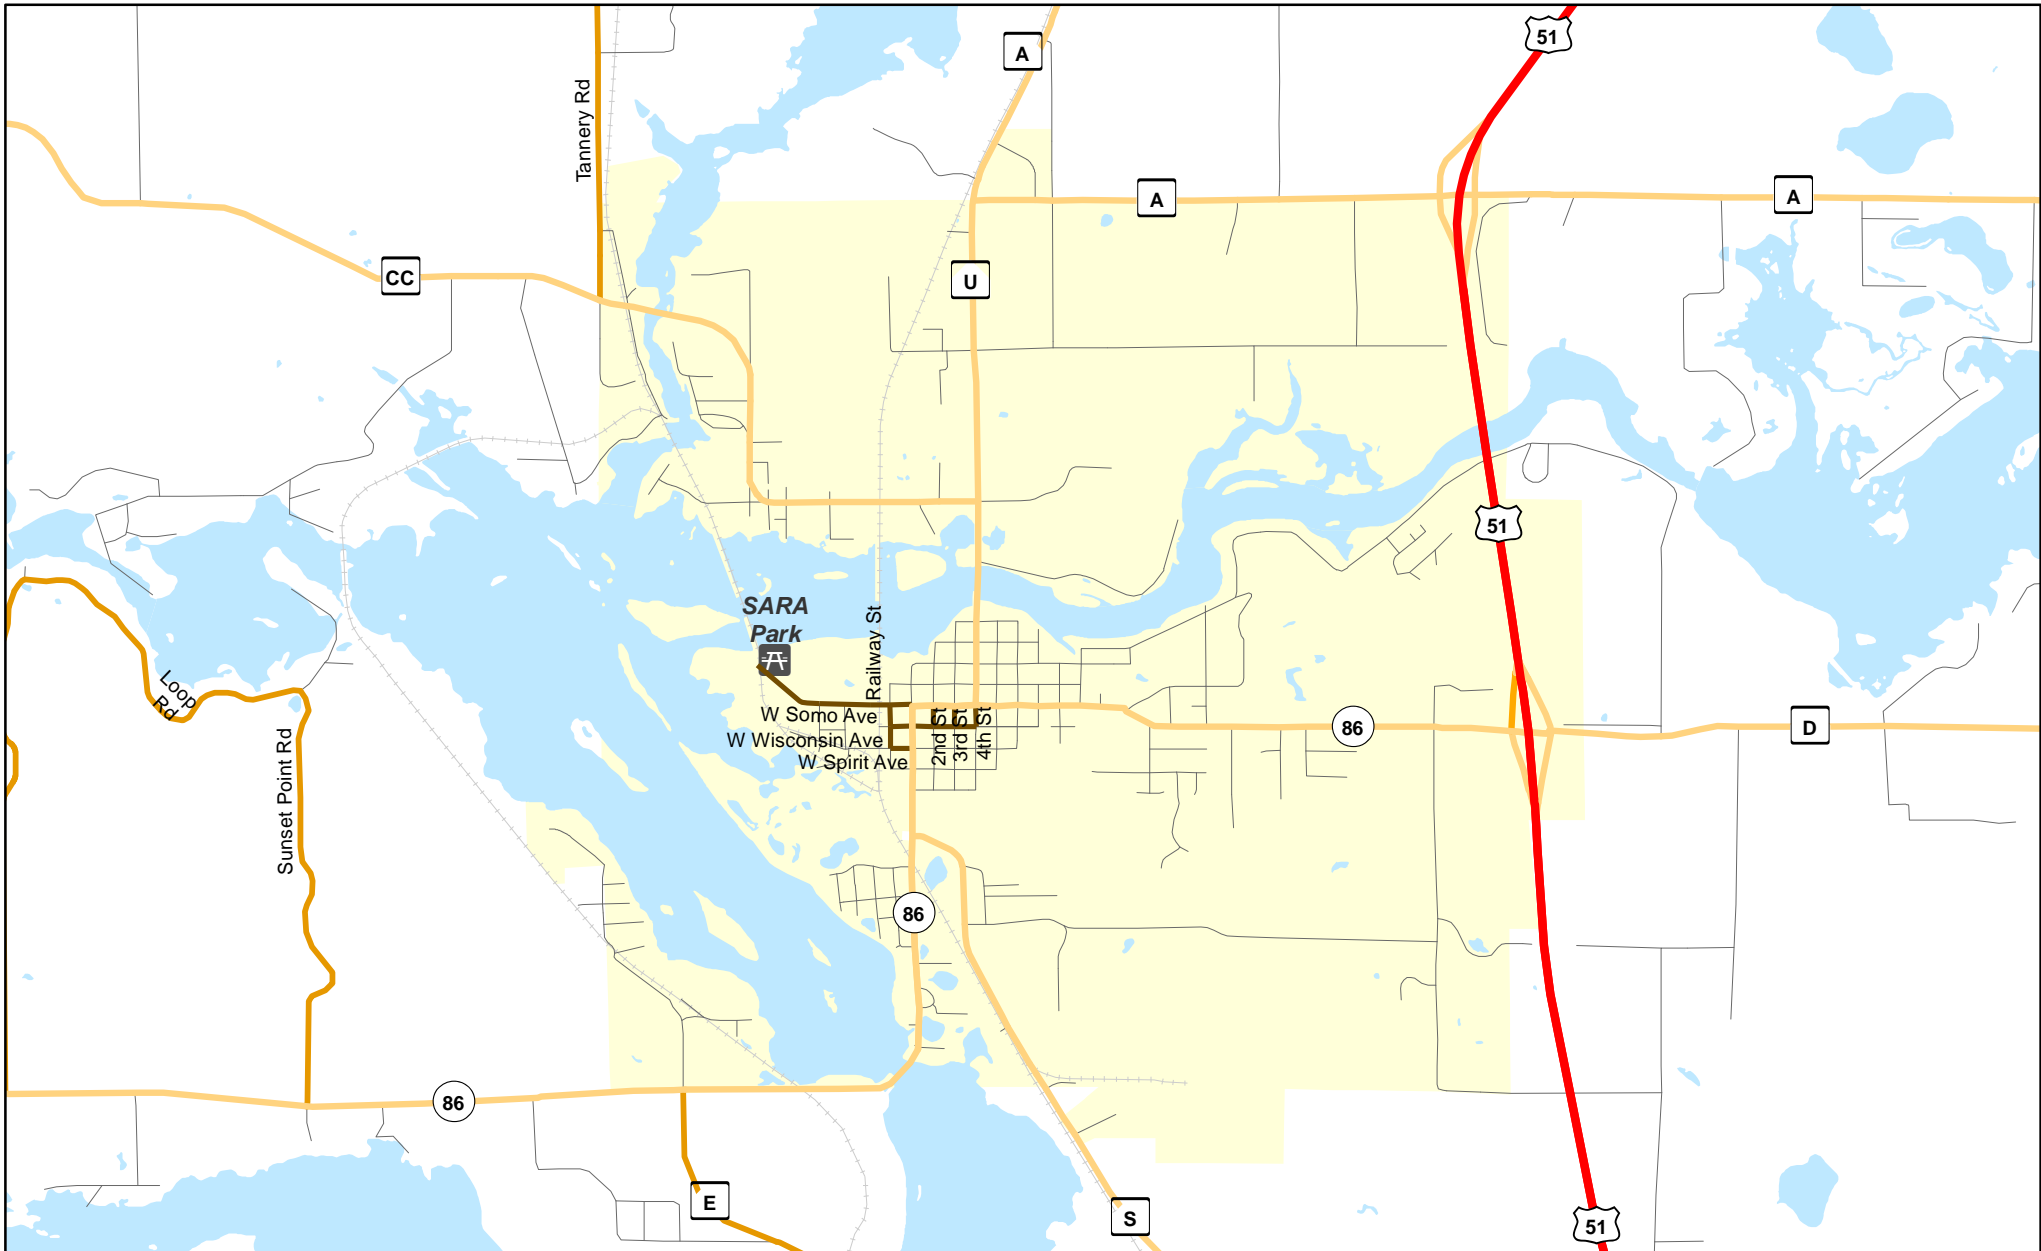 51
A
Tannery Rd
A
A
CC
U
51
SARA
Park
Railway St
Loop
Rd
W Somo Ave
2nd St
3rd St
4th St
86
D
W Wisconsin Ave
W Spirit Ave
Sunset Point Rd
86
86
E
S
51